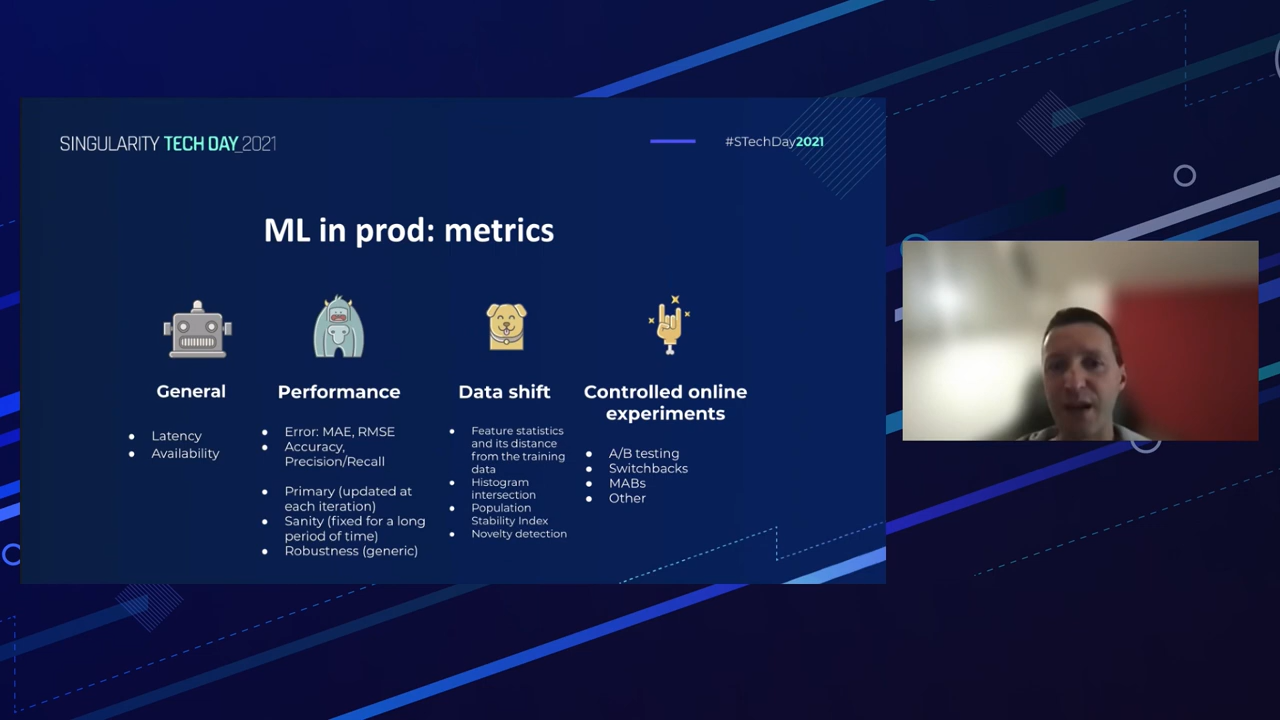 SINGULARITY TECH DAY_2021
#STechDay2021
ML in prod: metrics
General
● Latency
● Availability
Performance
● Error: MAE, RMSE
● Accuracy,
Precision/Recall
● Primary (updated at
each iteration)
● Sanity (fixed for a long
period of time)
● Robustness (generic)
Data shift
● Feature statistics
and its distance
from the training
data
● Histogram
intersection
● Population
Stability Index
● Novelty detection
Controlled online
experiments
● A/B testing
● Switchbacks
● MABs
● Other